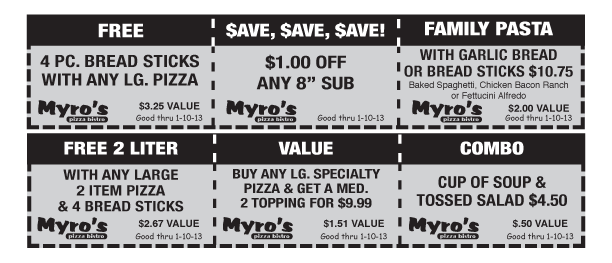 FREE
4 PC. BREAD STICKS
WITH ANY LG. PIZZA
Myro's
pizza bistro
$3.25 VALUE
Good thru 1-10-13
$AVE, $AVE, $AVE!
$1.00 OFF
ANY 8" SUB
Myro's
pizza bistro
Good thru 1-10-13
FAMILY PASTA
WITH GARLIC BREAD
OR BREAD STICKS $10.75
Baked Spaghetti, Chicken Bacon Ranch
or Fettucini Alfredo
Myro's
pizza bistro
$2.00 VALUE
Good thru 1-10-13
FREE 2 LITER
WITH ANY LARGE
2 ITEM PIZZA
& 4 BREAD STICKS
Myro's
pizza bistro
$2.67 VALUE
Good thru 1-10-13
VALUE
BUY ANY LG. SPECIALTY
PIZZA & GET A MED.
2 TOPPING FOR $9.99
Myro's
pizza bistro
$1.51 VALUE
Good thru 1-10-13
COMBO
CUP OF SOUP &
TOSSED SALAD $4.50
Myro's
pizza bistro
$.50 VALUE
Good thru 1-10-13